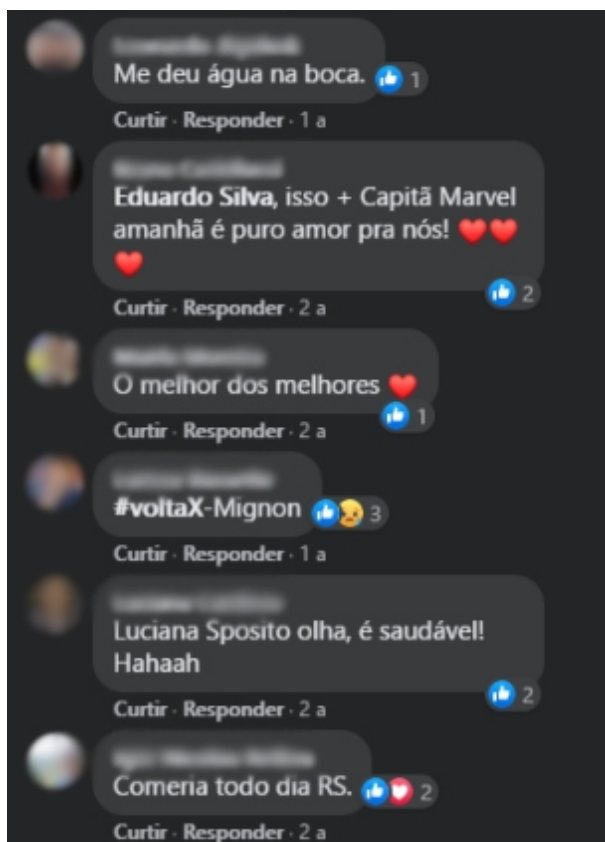 Me deu água na boca. 1
Curtir · Responder · 1 a
Eduardo Silva, isso + Capitã Marvel
amanhã é puro amor pra nós! ❤️❤️
❤️
2
Curtir · Responder · 2 a
O melhor dos melhores ❤️
1
Curtir · Responder · 2 a
#voltaX-Mignon 3
Curtir · Responder · 1 a
Luciana Sposito olha, é saudável!
Hahaah
2
Curtir · Responder · 2 a
Comeria todo dia RS. 2
Curtir · Responder · 2 a